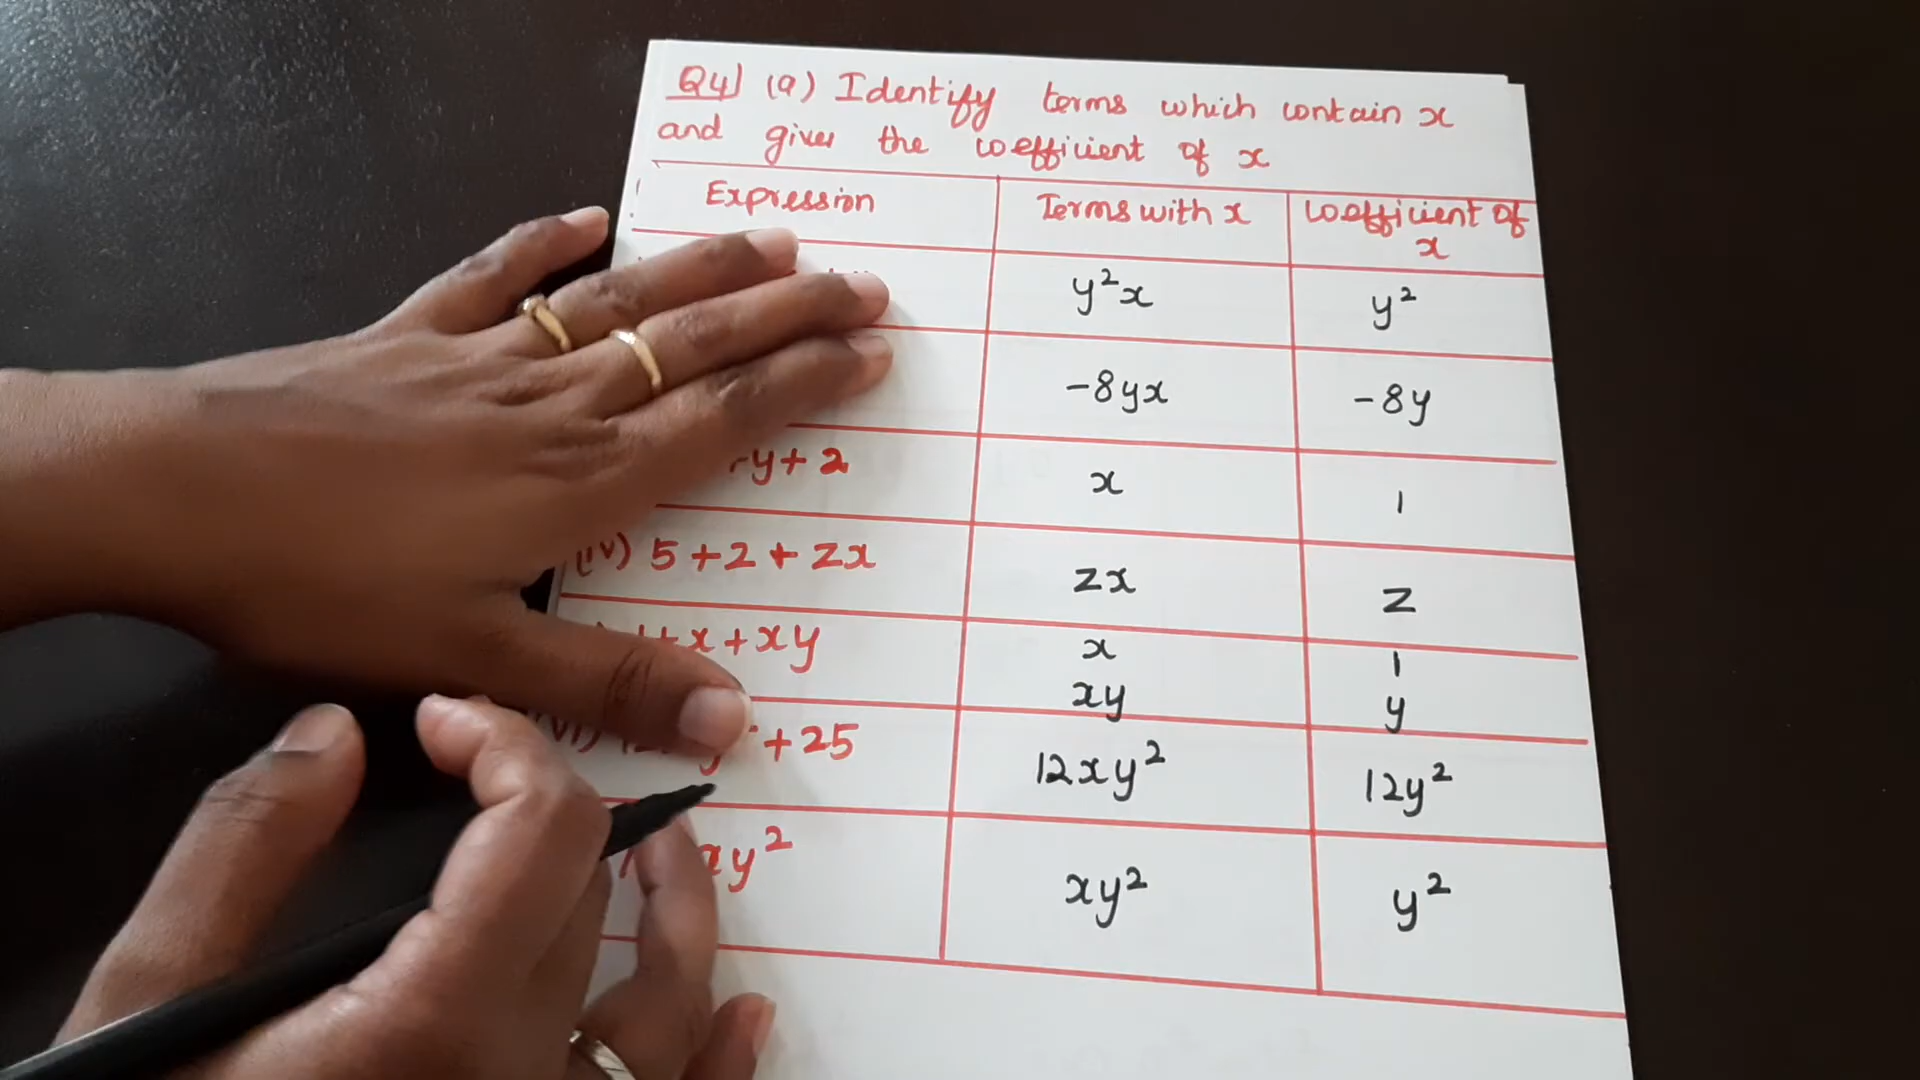 Q4) (a) Identify terms which contain x
and gives the coefficient of x
Expression Terms with x Coefficient of x
y²x y²
-8yx -8y
y + 2 x 1
(iv) 5 + 2 + zx zx z
x + xy x 1
xy y
+ 25 12xy² 12y²
y² xy² y²